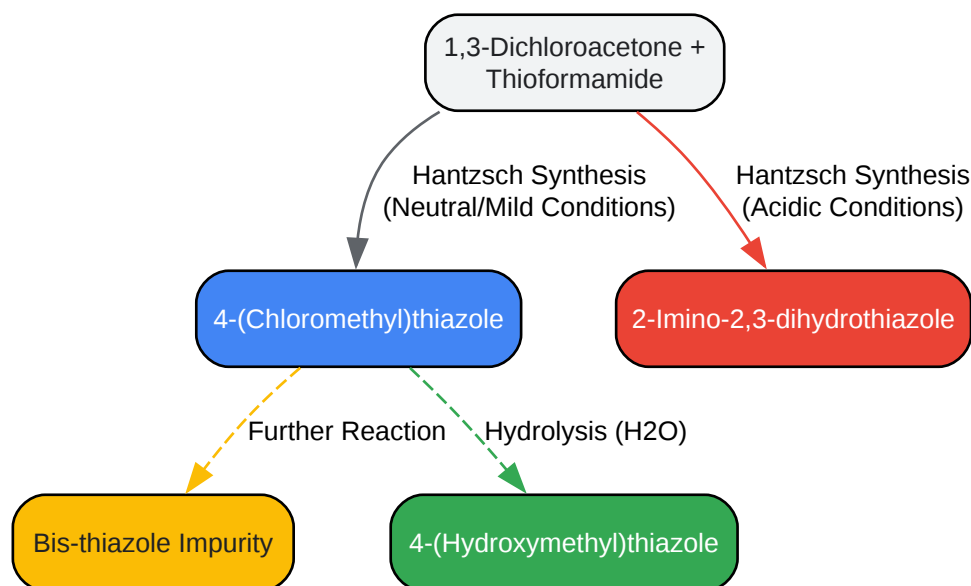 1,3-Dichloroacetone +
Thioformamide
Hantzsch Synthesis
(Neutral/Mild Conditions)
Hantzsch Synthesis
(Acidic Conditions)
4-(Chloromethyl)thiazole
2-Imino-2,3-dihydrothiazole
Further Reaction
Hydrolysis (H2O)
Bis-thiazole Impurity
4-(Hydroxymethyl)thiazole